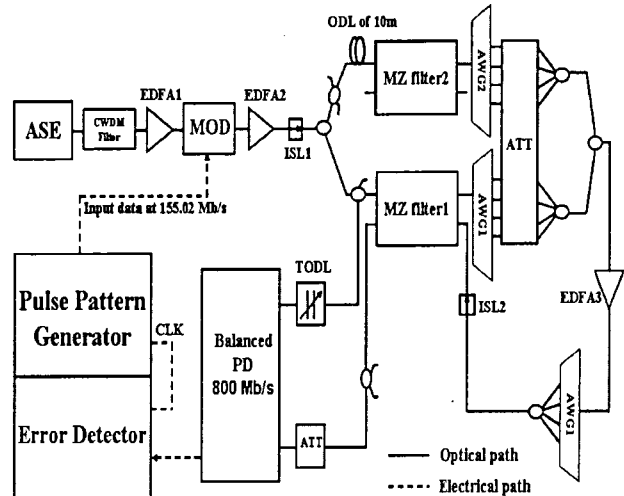 ODL of 10m
MZ filter2
AWG2
EDFA1
EDFA2
ASE
CWDM
Filter
MOD
ISL1
ATT
Input data at 155.02 Mb/s
MZ filter1
AWG1
TODL
EDFA3
Pulse Pattern
Generator
CLK
Balanced
PD
800 Mb/s
ISL2
AWG1
Error Detector
ATT
Optical path
Electrical path